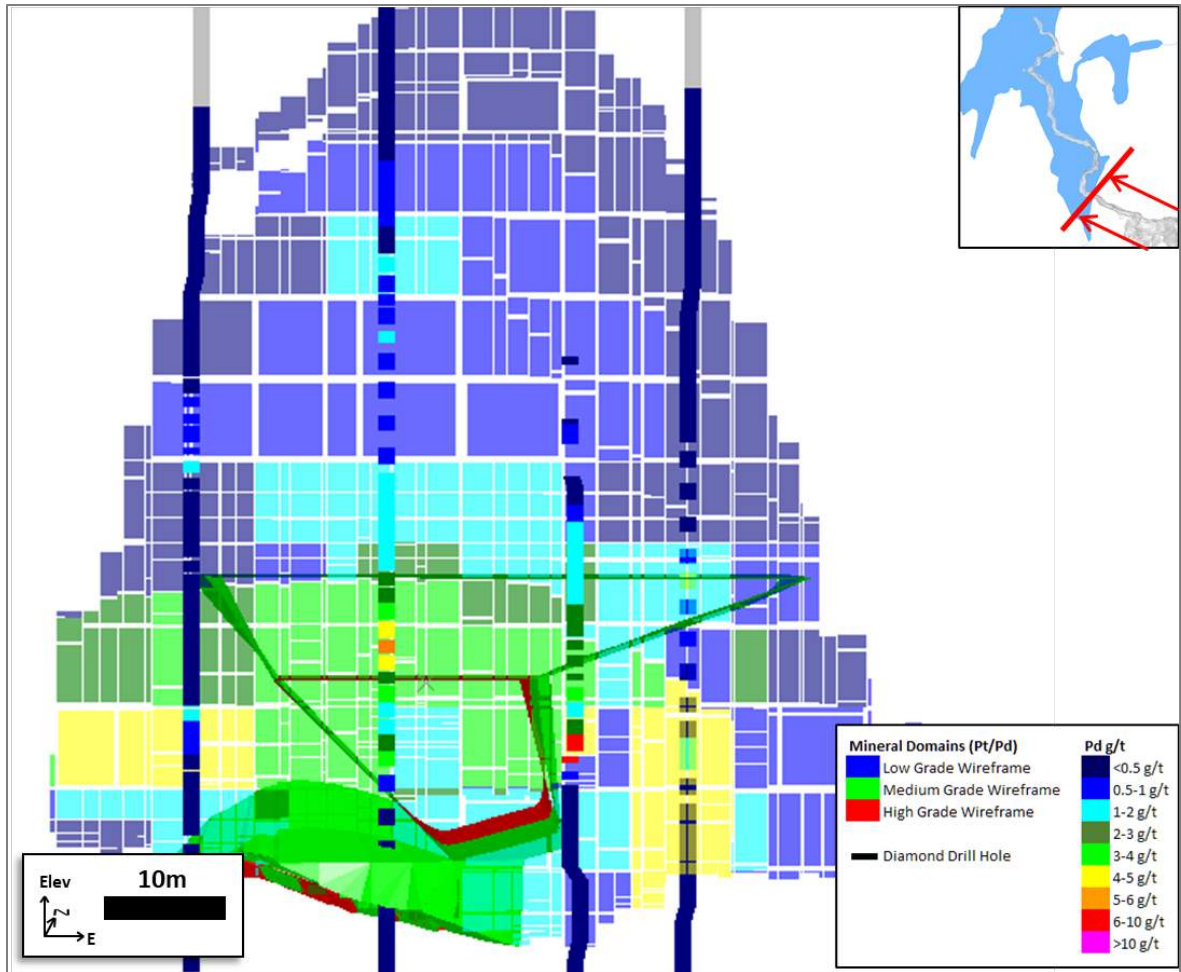 Elev
N
E
10m
Mineral Domains (Pt/Pd)
Low Grade Wireframe
Medium Grade Wireframe
High Grade Wireframe
Diamond Drill Hole
Pd g/t
<0.5 g/t
0.5-1 g/t
1-2 g/t
2-3 g/t
3-4 g/t
4-5 g/t
5-6 g/t
6-10 g/t
>10 g/t